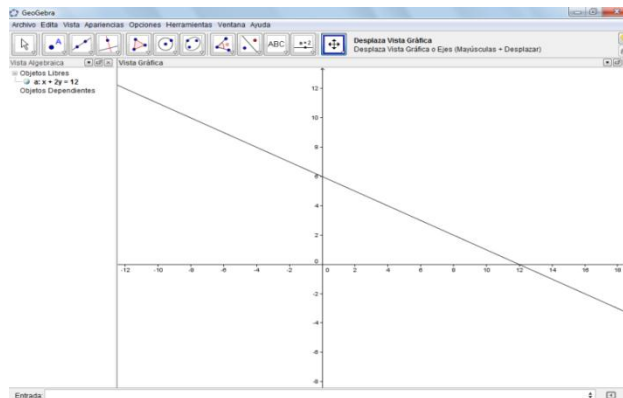 GeoGebra
Archivo Edita Vista Apariencias Opciones Herramientas Ventana Ayuda
A
ABC
a=2
Desplaza Vista Gráfica
Desplaza Vista Gráfica o Ejes (Mayúsculas + Desplazar)
Vista Algebraica
Vista Gráfica
Objetos Libres
a: x + 2y = 12
Objetos Dependientes
12
10
8
6
4
2
0
-12 -10 -8 -6 -4 -2 0 2 4 6 8 10 12 14 16 18
-2
-4
-6
-8
Entrada: